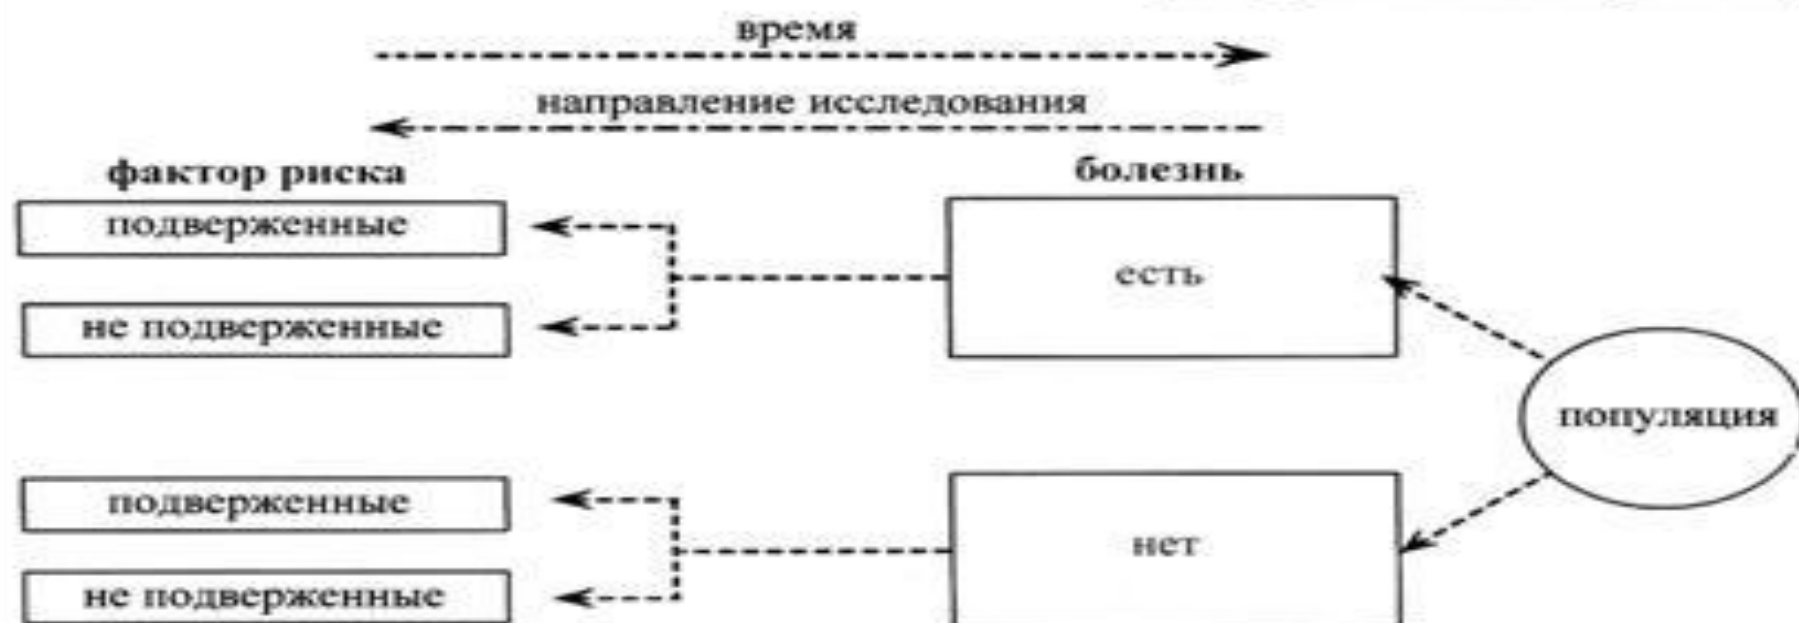 время
направление исследования
фактор риска
болезнь
подверженные
есть
не подверженные
популяция
подверженные
нет
не подверженные